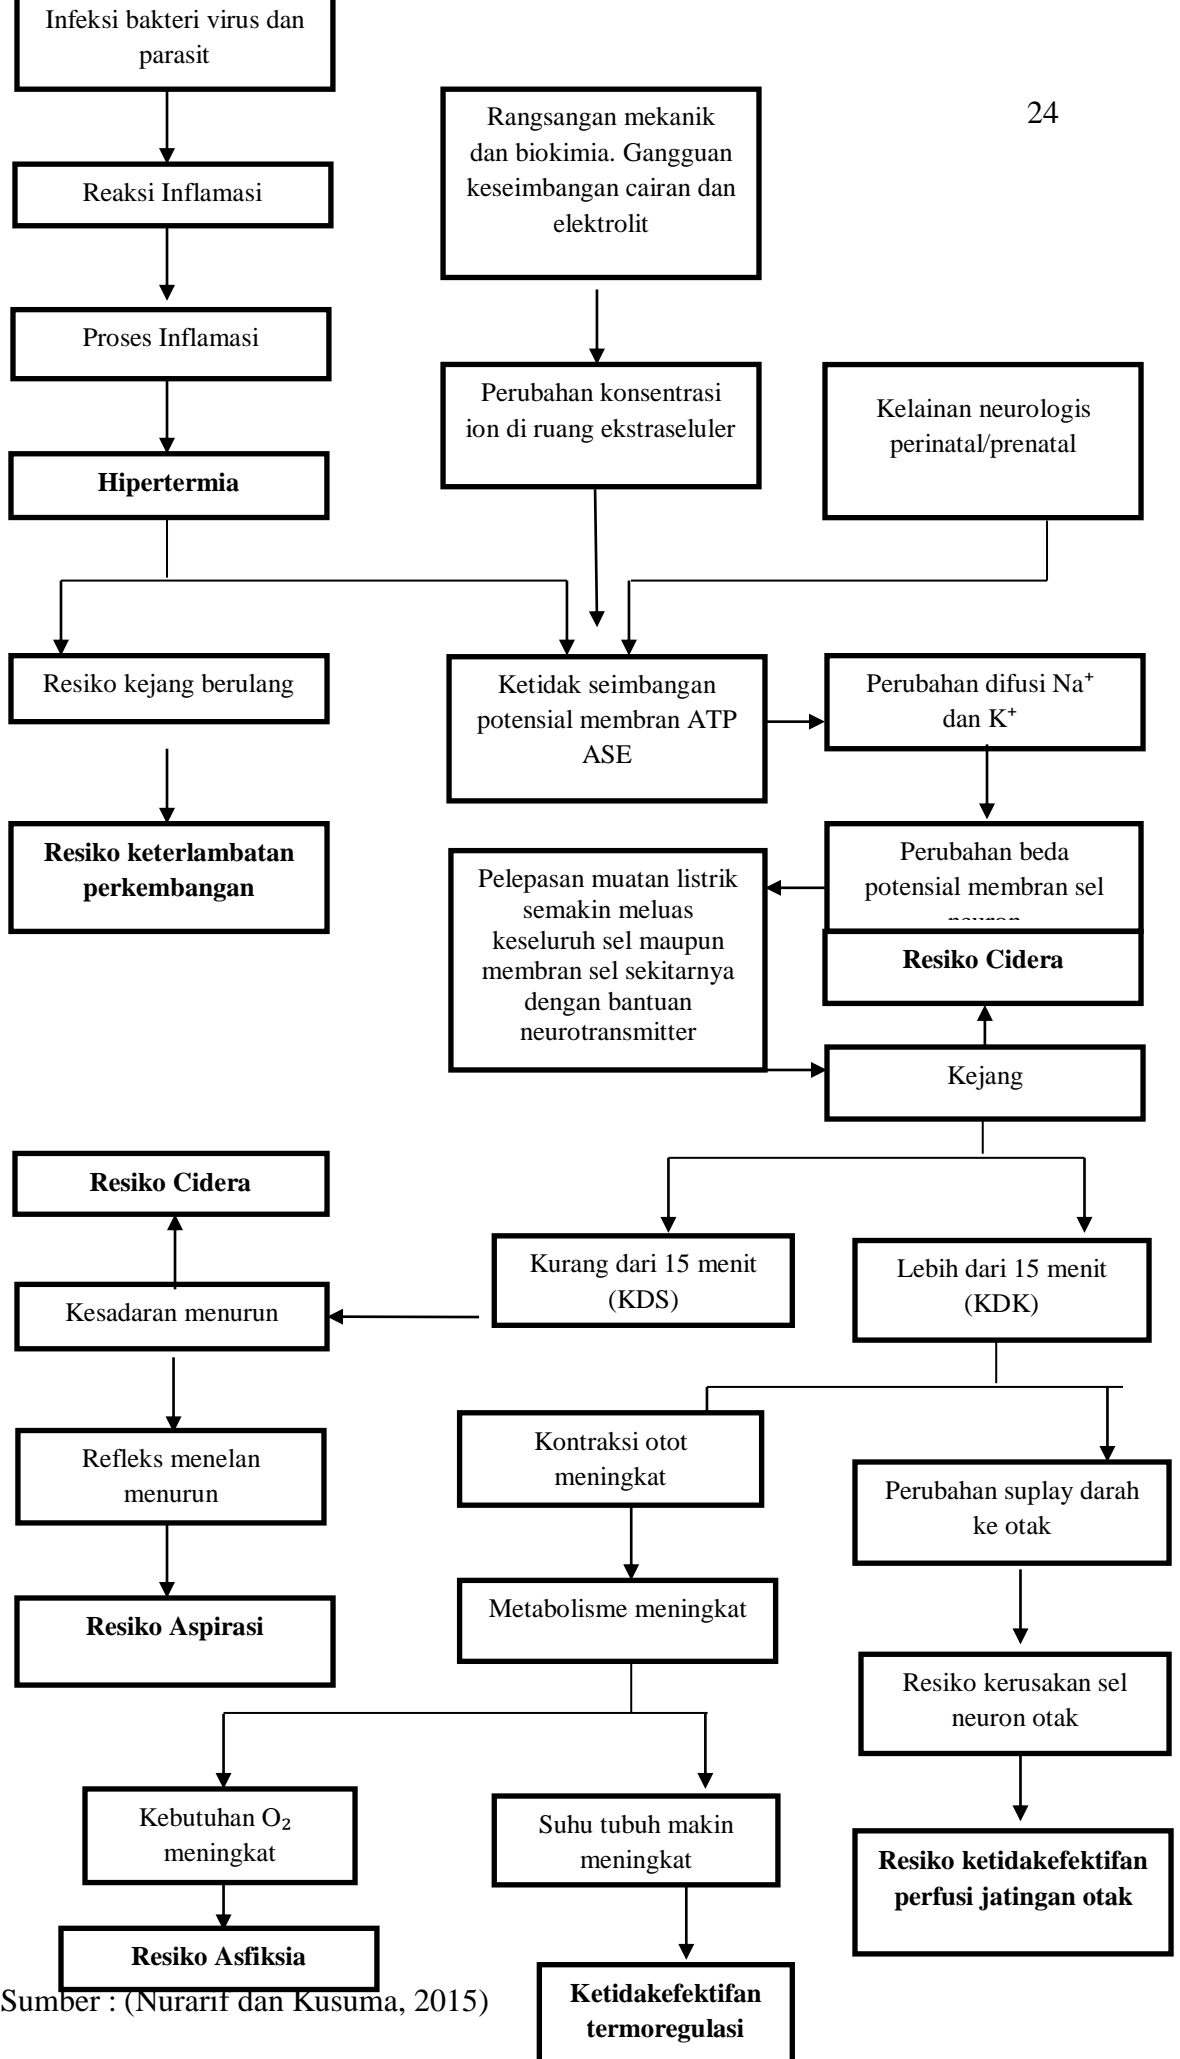 Infeksi bakteri virus dan
parasit
24
Rangsangan mekanik
dan biokimia. Gangguan
keseimbangan cairan dan
elektrolit
Reaksi Inflamasi
Proses Inflamasi
Perubahan konsentrasi
ion di ruang ekstraseluler
Kelainan neurologis
perinatal/prenatal
Hipertermia
Resiko kejang berulang
Ketidak seimbangan
potensial membran ATP
ASE
Perubahan difusi Na⁺
dan K⁺
Resiko keterlambatan
perkembangan
Pelepasan muatan listrik
semakin meluas
keseluruh sel maupun
membran sel sekitarnya
dengan bantuan
neurotransmitter
Perubahan beda
potensial membran sel
neuron
Resiko Cidera
Kejang
Resiko Cidera
Kesadaran menurun
Kurang dari 15 menit
(KDS)
Lebih dari 15 menit
(KDK)
Refleks menelan
menurun
Kontraksi otot
meningkat
Perubahan suplay darah
ke otak
Resiko Aspirasi
Metabolisme meningkat
Resiko kerusakan sel
neuron otak
Kebutuhan O₂
meningkat
Suhu tubuh makin
meningkat
Resiko ketidakefektifan
perfusi jatingan otak
Resiko Asfiksia
Ketidakefektifan
termoregulasi
Sumber : (Nurarif dan Kusuma, 2015)